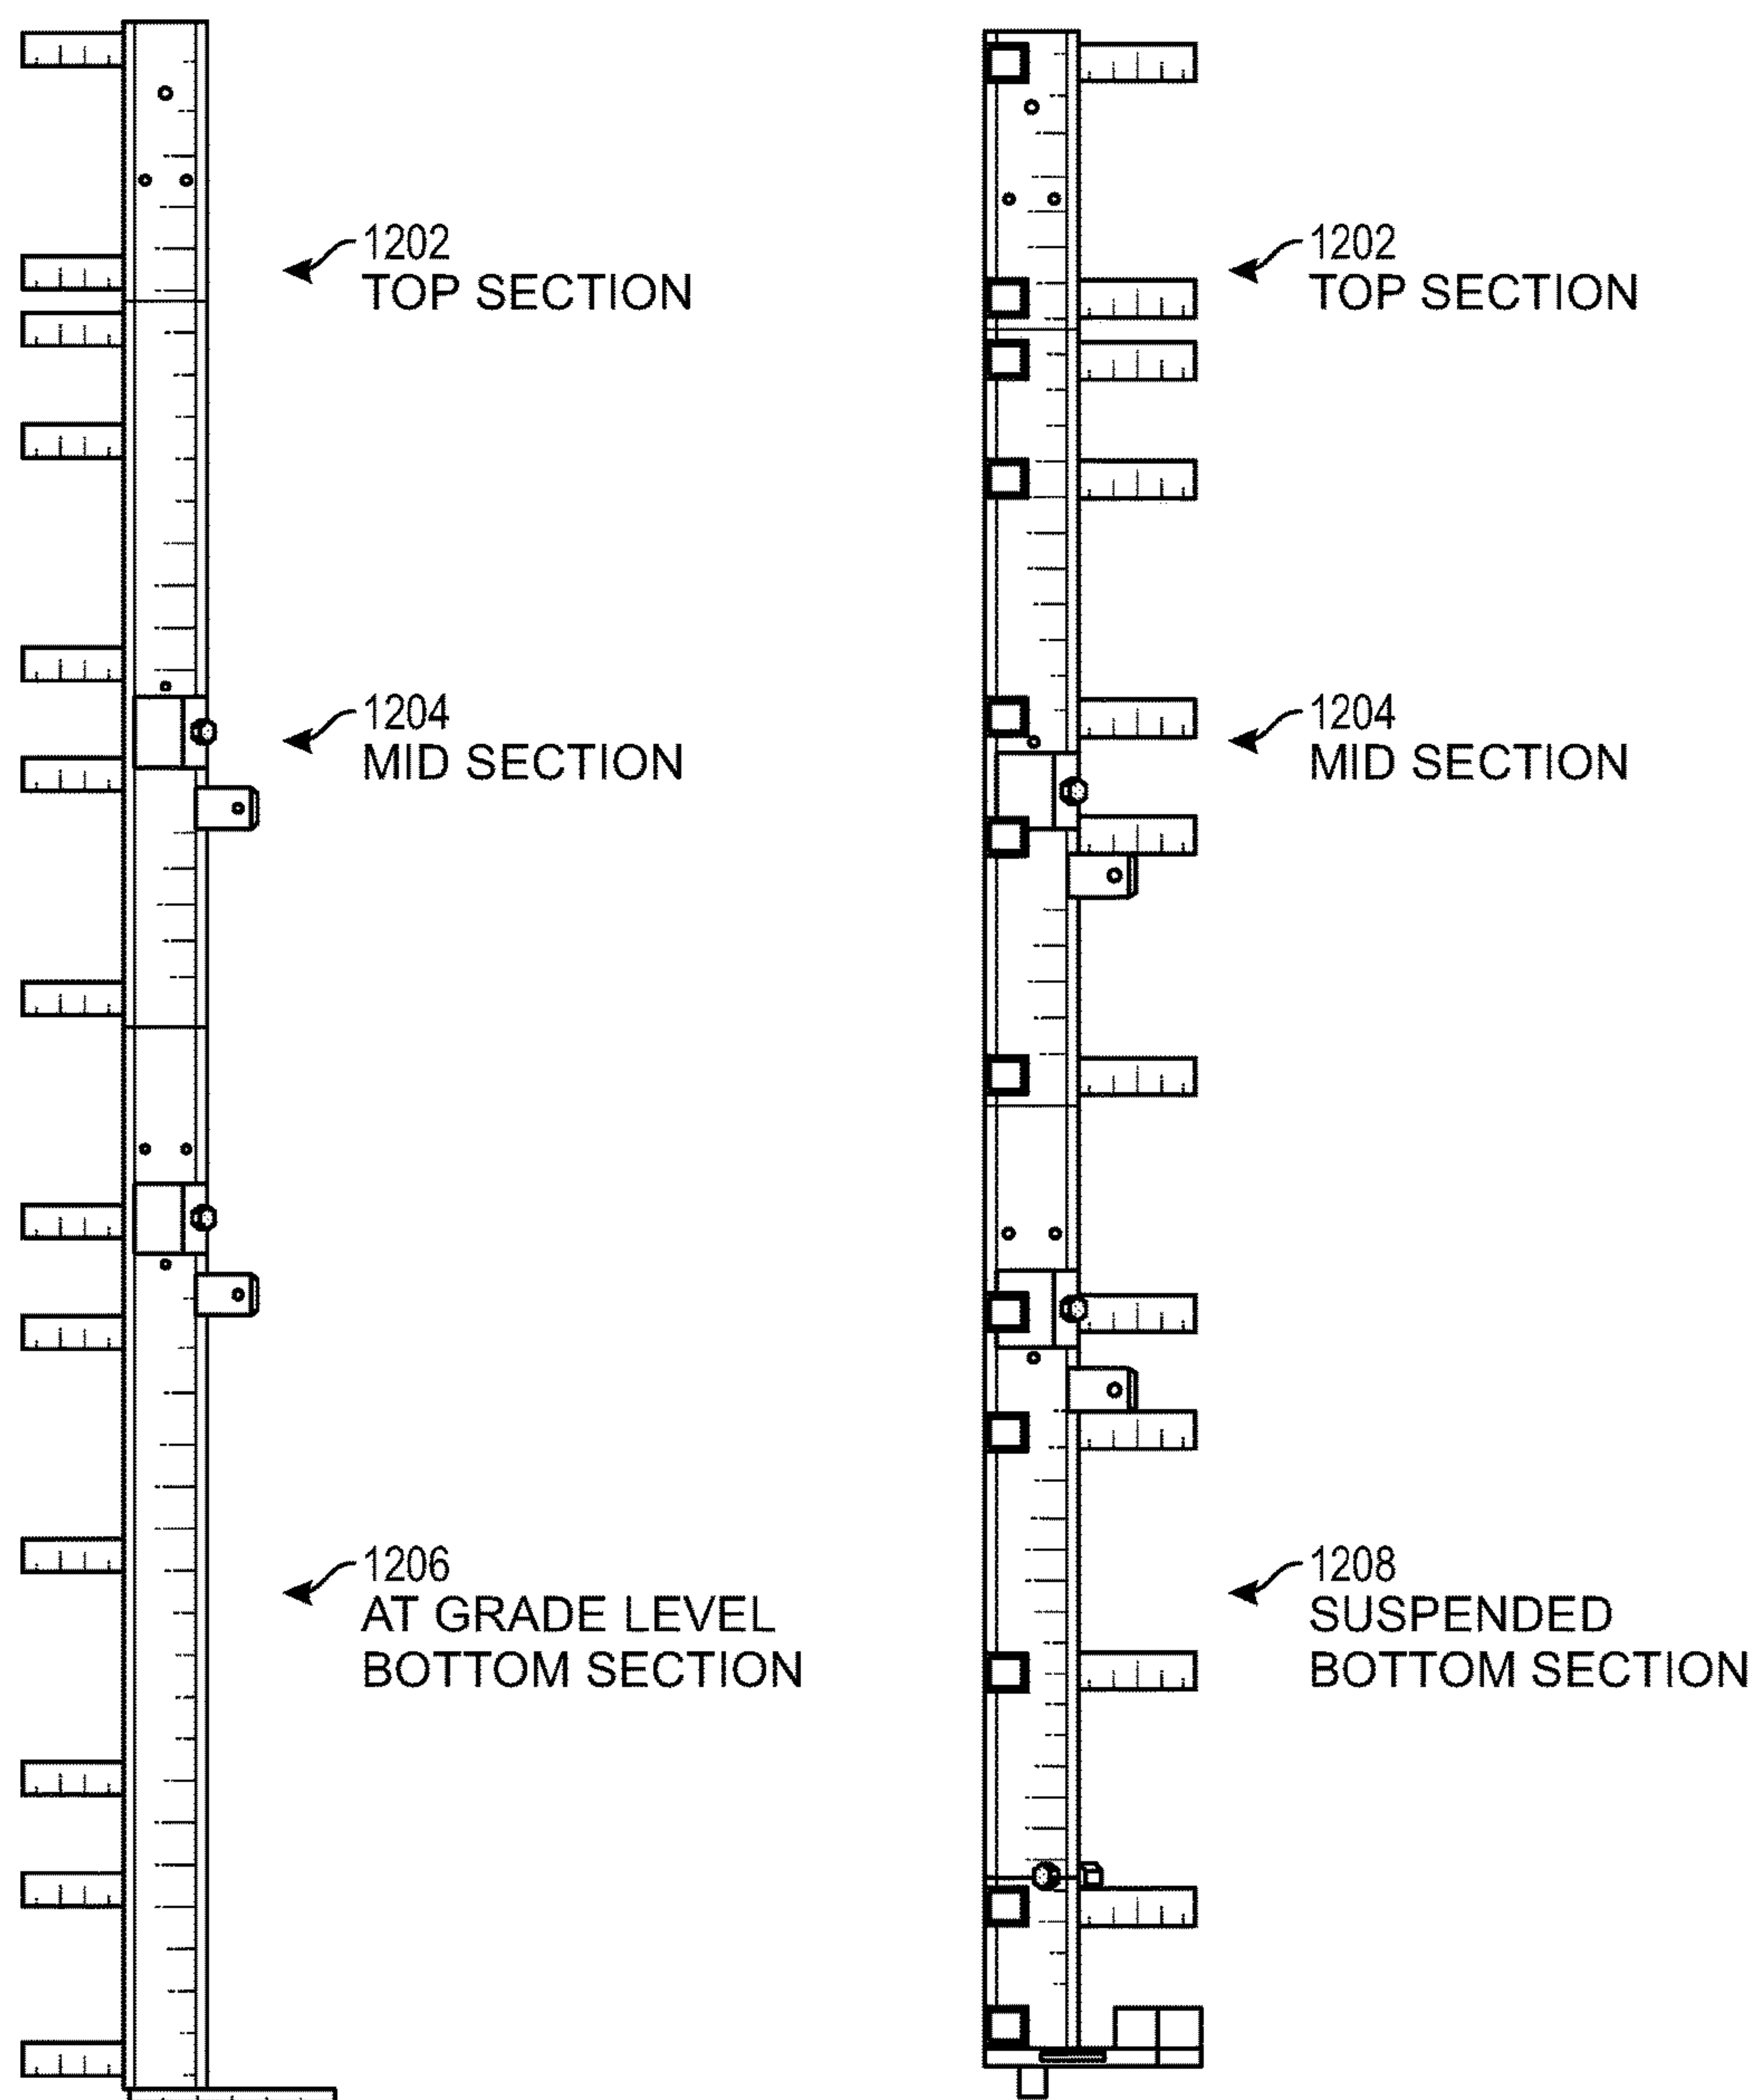 1202
TOP SECTION
1202
TOP SECTION
1204
MID SECTION
1204
MID SECTION
1206
AT GRADE LEVEL
BOTTOM SECTION
1208
SUSPENDED
BOTTOM SECTION